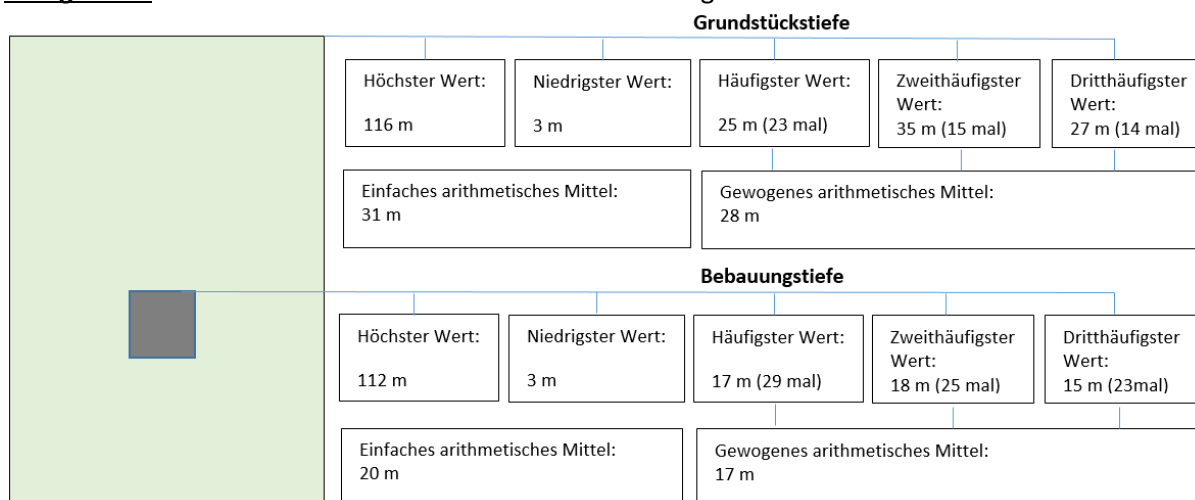 Grundstückstiefe
Höchster Wert:
116 m
Niedrigster Wert:
3 m
Häufigster Wert:
25 m (23 mal)
Zweithäufigster
Wert:
35 m (15 mal)
Dritthäufigster
Wert:
27 m (14 mal)
Einfaches arithmetisches Mittel:
31 m
Gewogenes arithmetisches Mittel:
28 m
Bebauungstiefe
Höchster Wert:
112 m
Niedrigster Wert:
3 m
Häufigster Wert:
17 m (29 mal)
Zweithäufigster
Wert:
18 m (25 mal)
Dritthäufigster
Wert:
15 m (23mal)
Einfaches arithmetisches Mittel:
20 m
Gewogenes arithmetisches Mittel:
17 m